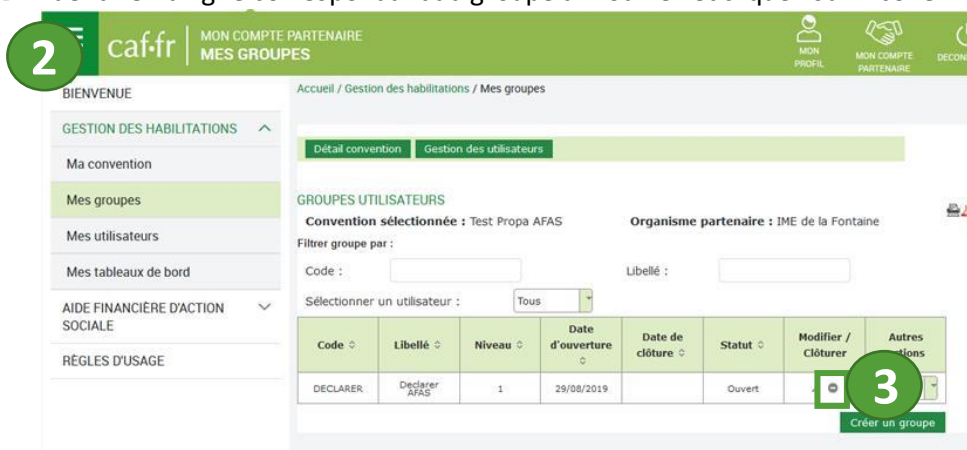 2
caf.fr
MON COMPTE PARTENAIRE
MES GROUPES
MON PROFIL
MON COMPTE PARTENAIRE
BIENVENUE
GESTION DES HABILITATIONS
Ma convention
Mes groupes
Mes utilisateurs
Mes tableaux de bord
AIDE FINANCIÈRE D'ACTION
SOCIALE
RÈGLES D'USAGE
Accueil / Gestion des habilitations / Mes groupes
Détail convention Gestion des utilisateurs
GROUPES UTILISATEURS
Convention sélectionnée : Test Propa AFAS Organisme partenaire : IME de la Fontaine
Filtrer groupe par :
Code : Libellé :
Sélectionner un utilisateur : Tous
Code Libellé Niveau Date d'ouverture Date de clôture Statut Modifier / Clôturer Autres
DECLARER Declarer AFAS 1 29/08/2019 Ouvert
3
Créer un groupe